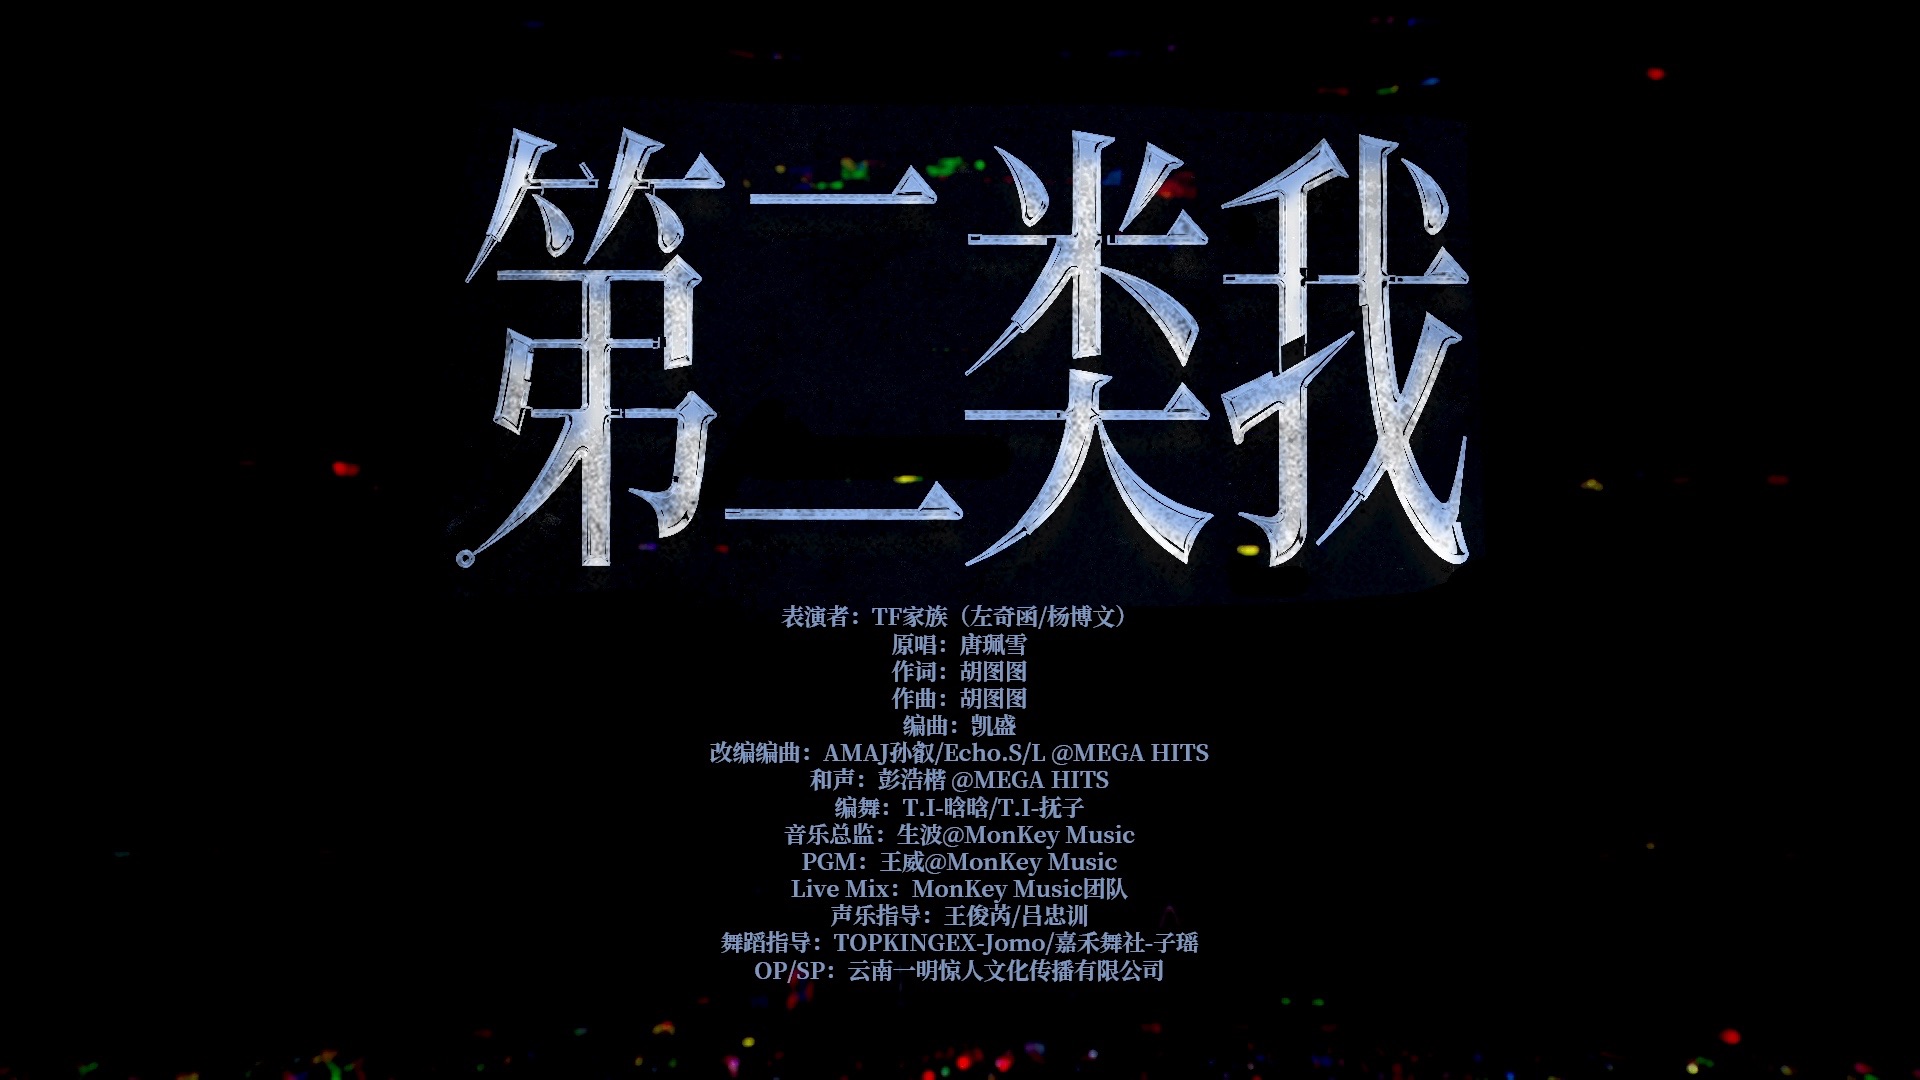 第二类我
表演者：TF家族（左奇函/杨博文）
原唱：唐珮雪
作词：胡图图
作曲：胡图图
编曲：凯盛
改编编曲：AMAJ孙叡/Echo.S/L @MEGA HITS
和声：彭浩楷 @MEGA HITS
编舞：T.I-晗晗/T.I-抚子
音乐总监：生波@MonKey Music
PGM：王威@MonKey Music
Live Mix：MonKey Music团队
声乐指导：王俊芮/吕忠训
舞蹈指导：TOPKINGEX-Jomo/嘉禾舞社-子瑶
OP/SP：云南一明惊人文化传播有限公司